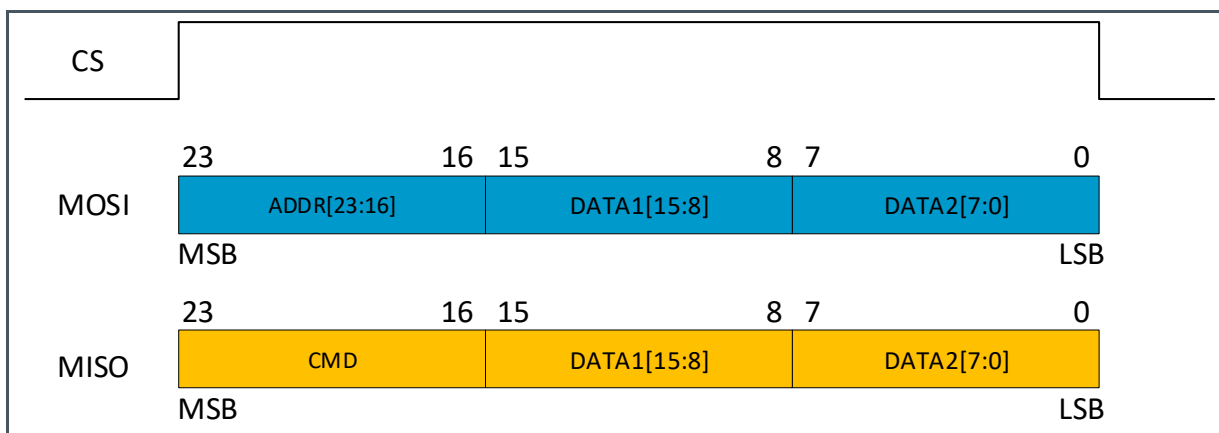 CS
23 16 15 8 7 0
MOSI ADDR[23:16] DATA1[15:8] DATA2[7:0]
MSB LSB
23 16 15 8 7 0
MISO CMD DATA1[15:8] DATA2[7:0]
MSB LSB